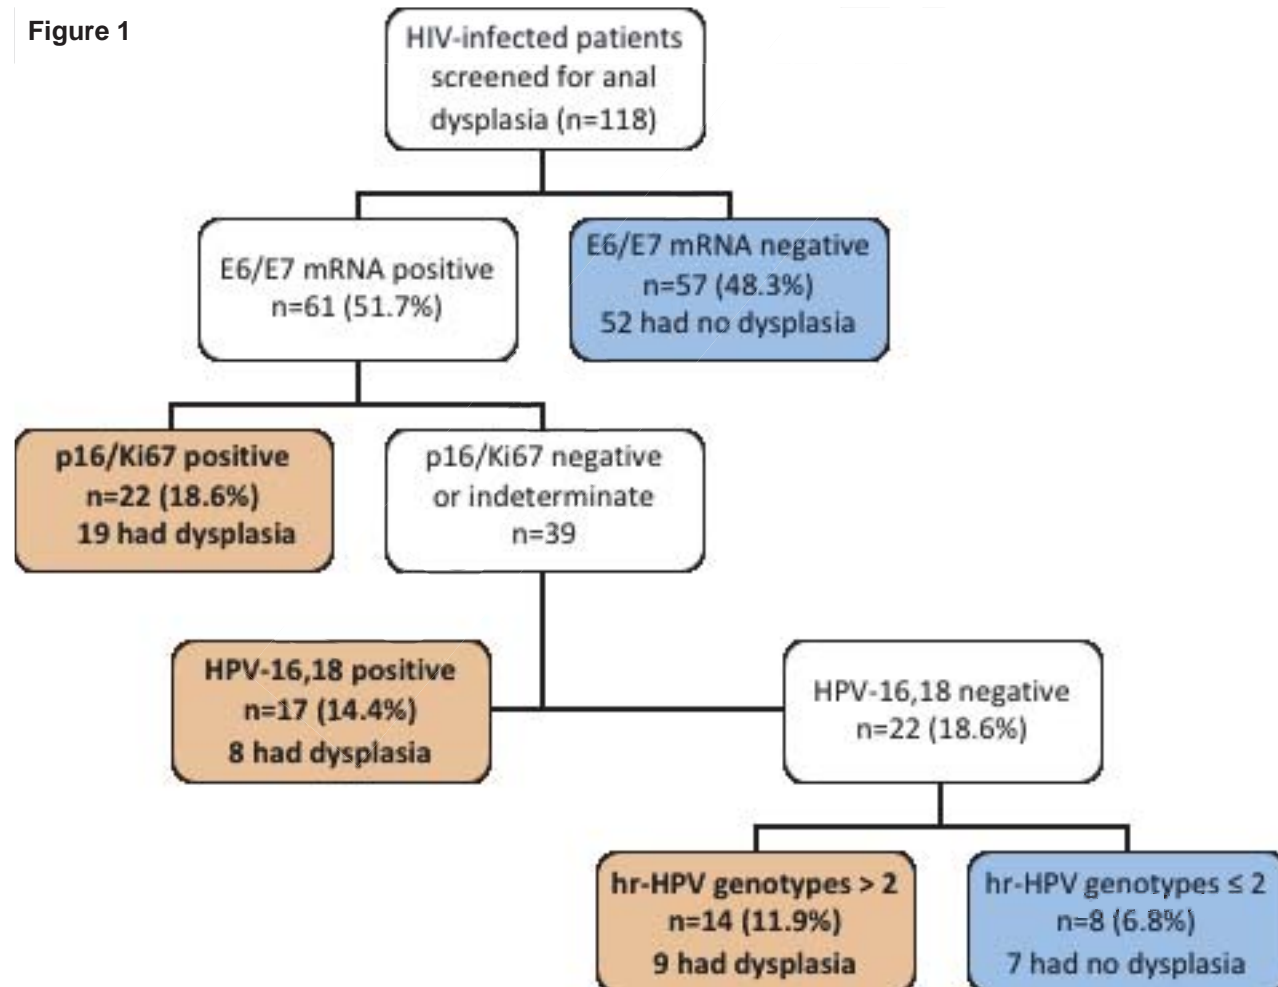 Figure 1
HIV-infected patients
screened for anal
dysplasia (n=118)
E6/E7 mRNA positive
n=61 (51.7%)
E6/E7 mRNA negative
n=57 (48.3%)
52 had no dysplasia
p16/Ki67 positive
n=22 (18.6%)
19 had dysplasia
p16/Ki67 negative
or indeterminate
n=39
HPV-16,18 positive
n=17 (14.4%)
8 had dysplasia
HPV-16,18 negative
n=22 (18.6%)
hr-HPV genotypes > 2
n=14 (11.9%)
9 had dysplasia
hr-HPV genotypes ≤ 2
n=8 (6.8%)
7 had no dysplasia